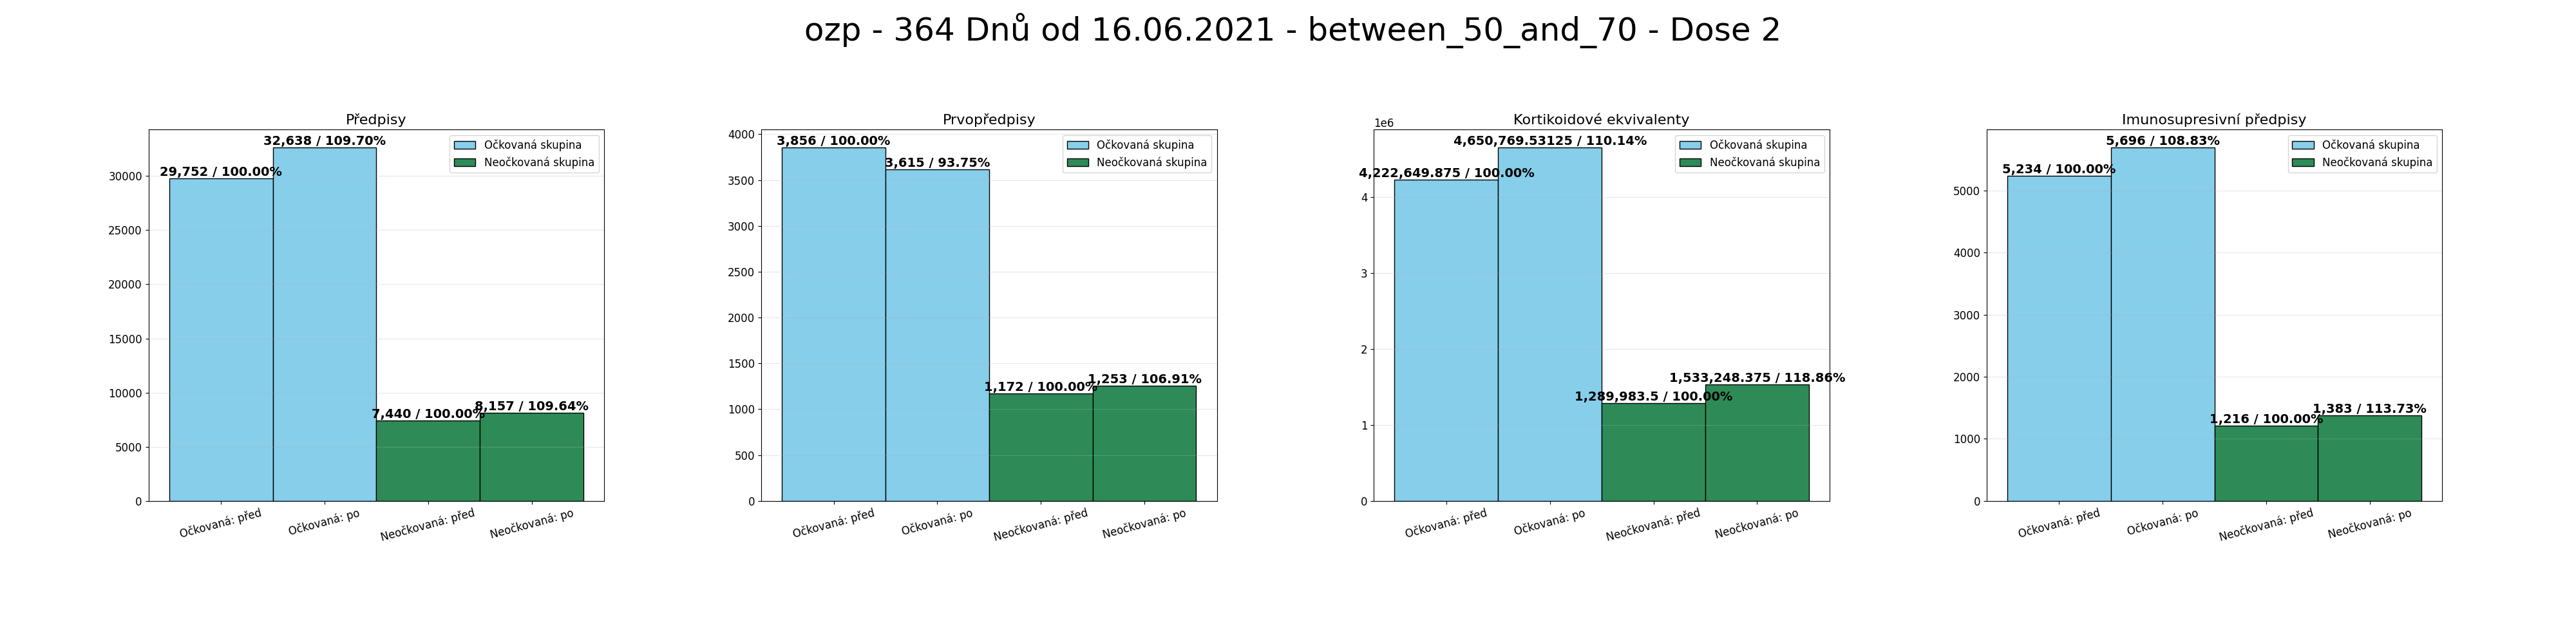 ozp - 364 Dnů od 16.06.2021 - between_50_and_70 - Dose 2
Předpisy
29,752 / 100.00%
32,638 / 109.70%
7,440 / 100.00%
8,157 / 109.64%
Očkovaná skupina
Neočkovaná skupina
30000
25000
20000
15000
10000
5000
0
Očkovaná: před
Očkovaná: po
Neočkovaná: před
Neočkovaná: po
Prvopředpisy
3,856 / 100.00%
3,615 / 93.75%
1,172 / 100.00%
1,253 / 106.91%
Očkovaná skupina
Neočkovaná skupina
4000
3500
3000
2500
2000
1500
1000
500
0
Očkovaná: před
Očkovaná: po
Neočkovaná: před
Neočkovaná: po
Kortikoidové ekvivalenty
1e6
4,222,649.875 / 100.00%
4,650,769.53125 / 110.14%
1,289,983.5 / 100.00%
1,533,248.375 / 118.86%
Očkovaná skupina
Neočkovaná skupina
4
3
2
1
0
Očkovaná: před
Očkovaná: po
Neočkovaná: před
Neočkovaná: po
Imunosupresivní předpisy
5,234 / 100.00%
5,696 / 108.83%
1,216 / 100.00%
1,383 / 113.73%
Očkovaná skupina
Neočkovaná skupina
5000
4000
3000
2000
1000
0
Očkovaná: před
Očkovaná: po
Neočkovaná: před
Neočkovaná: po